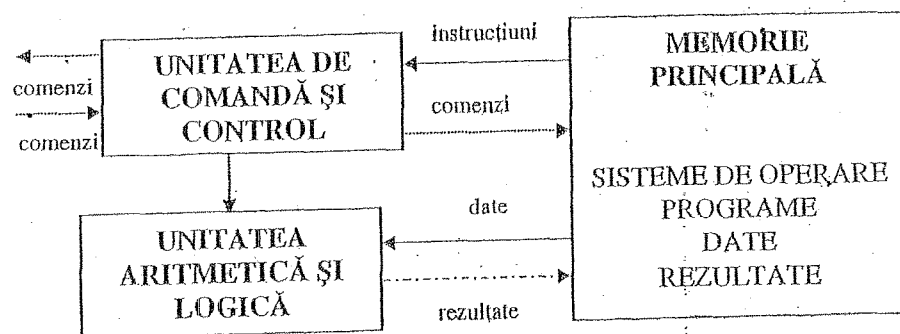 comenzi
comenzi
UNITATEA DE
COMANDĂ ŞI
CONTROL
instrucţiuni
comenzi
MEMORIE
PRINCIPALĂ
SISTEME DE OPERARE
PROGRAME
DATE
REZULTATE
UNITATEA
ARITMETICĂ ŞI
LOGICĂ
date
rezultate